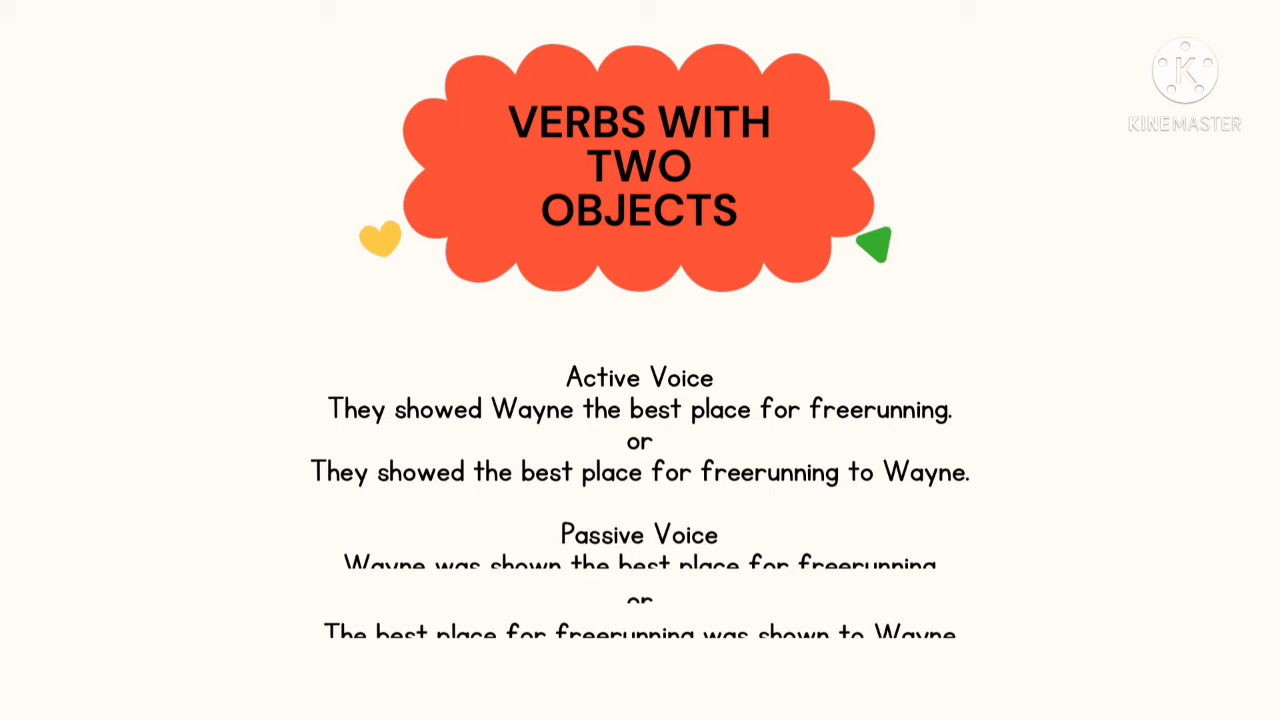 VERBS WITH
TWO
OBJECTS
KINEMASTER
Active Voice
They showed Wayne the best place for freerunning.
or
They showed the best place for freerunning to Wayne.
Passive Voice
Wayne was shown the best place for freerunning
or
The best place for freerunning was shown to Wayne